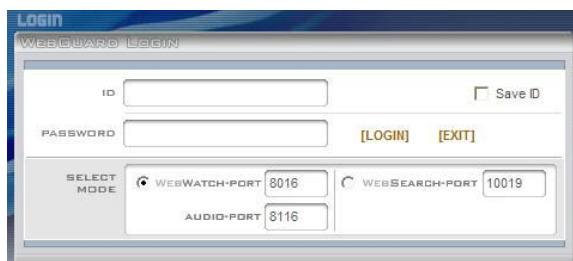 LOGIN
WEBGUARD LOGIN
ID
Save ID
PASSWORD
[LOGIN] [EXIT]
SELECT MODE
WEBWATCH-PORT 8016
WEBSEARCH-PORT 10019
AUDIO-PORT 8116